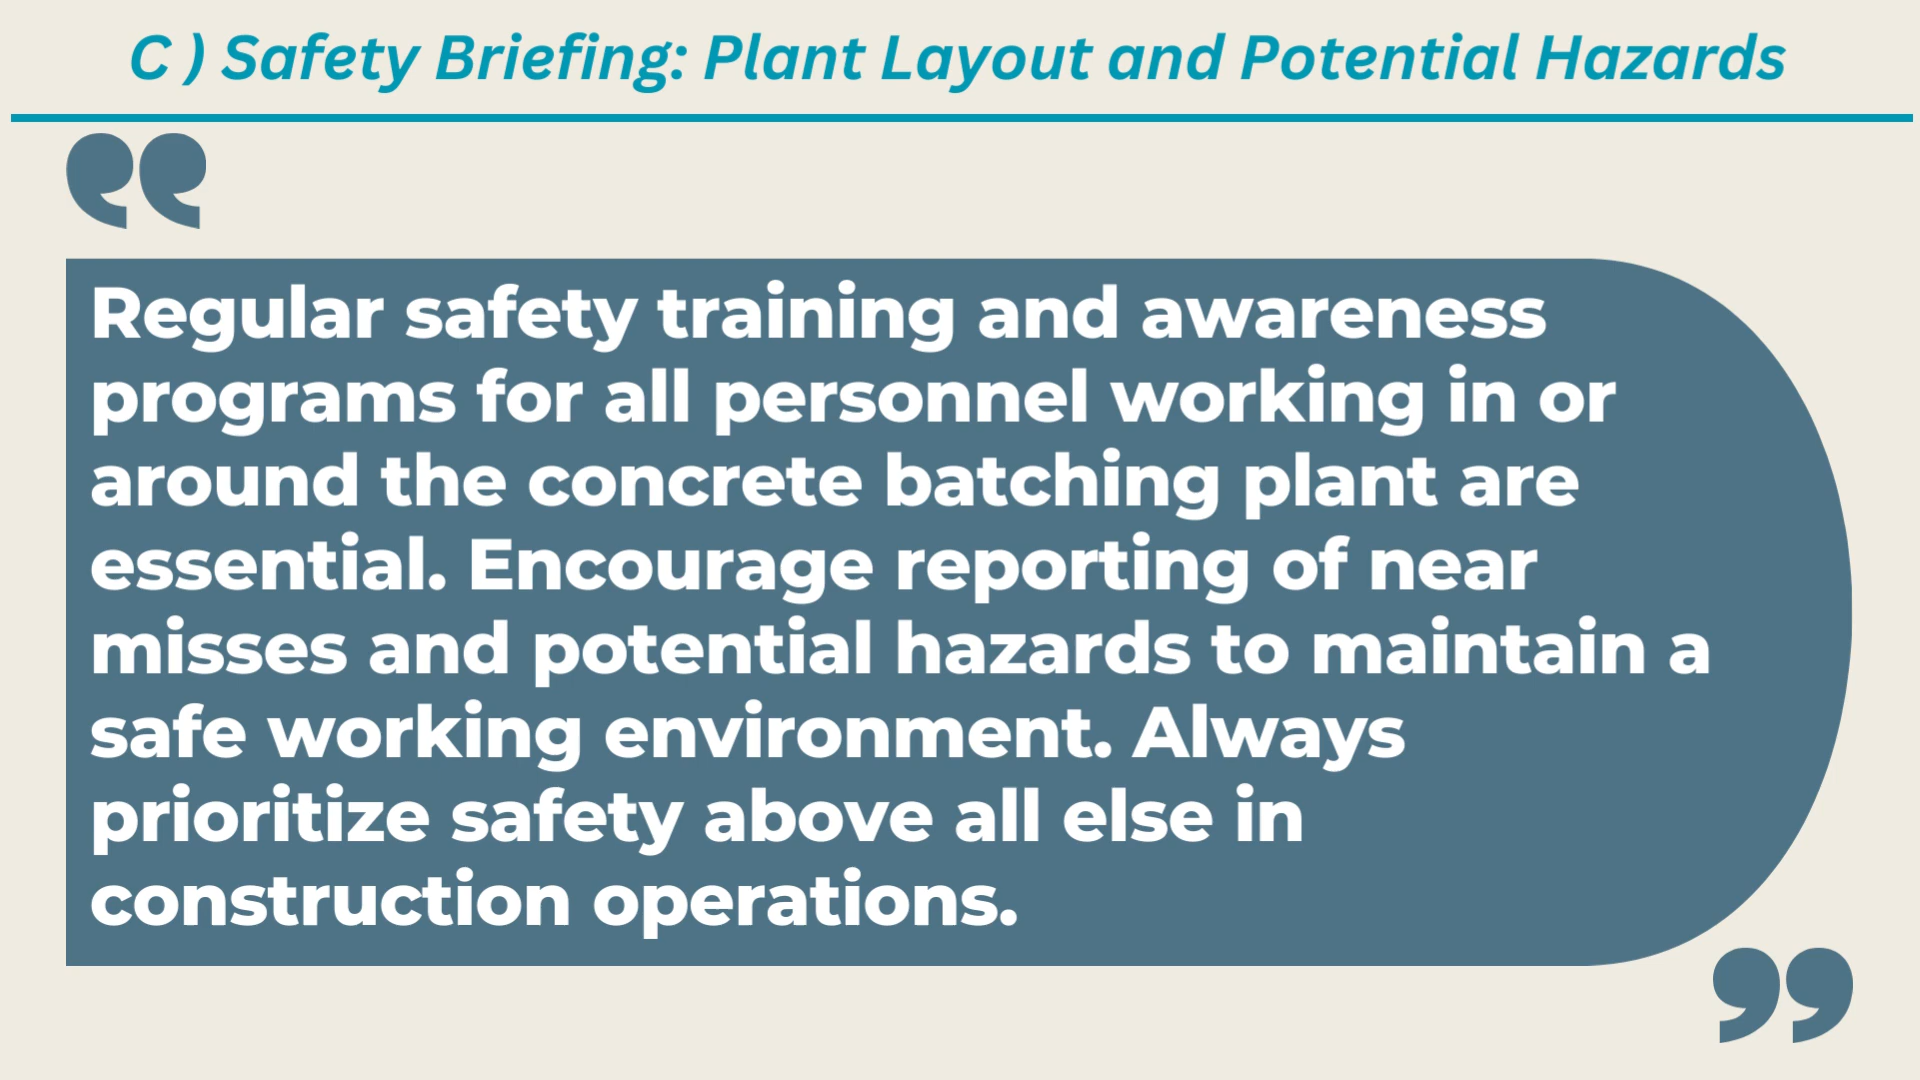 C ) Safety Briefing: Plant Layout and Potential Hazards
Regular safety training and awareness
programs for all personnel working in or
around the concrete batching plant are
essential. Encourage reporting of near
misses and potential hazards to maintain a
safe working environment. Always
prioritize safety above all else in
construction operations.